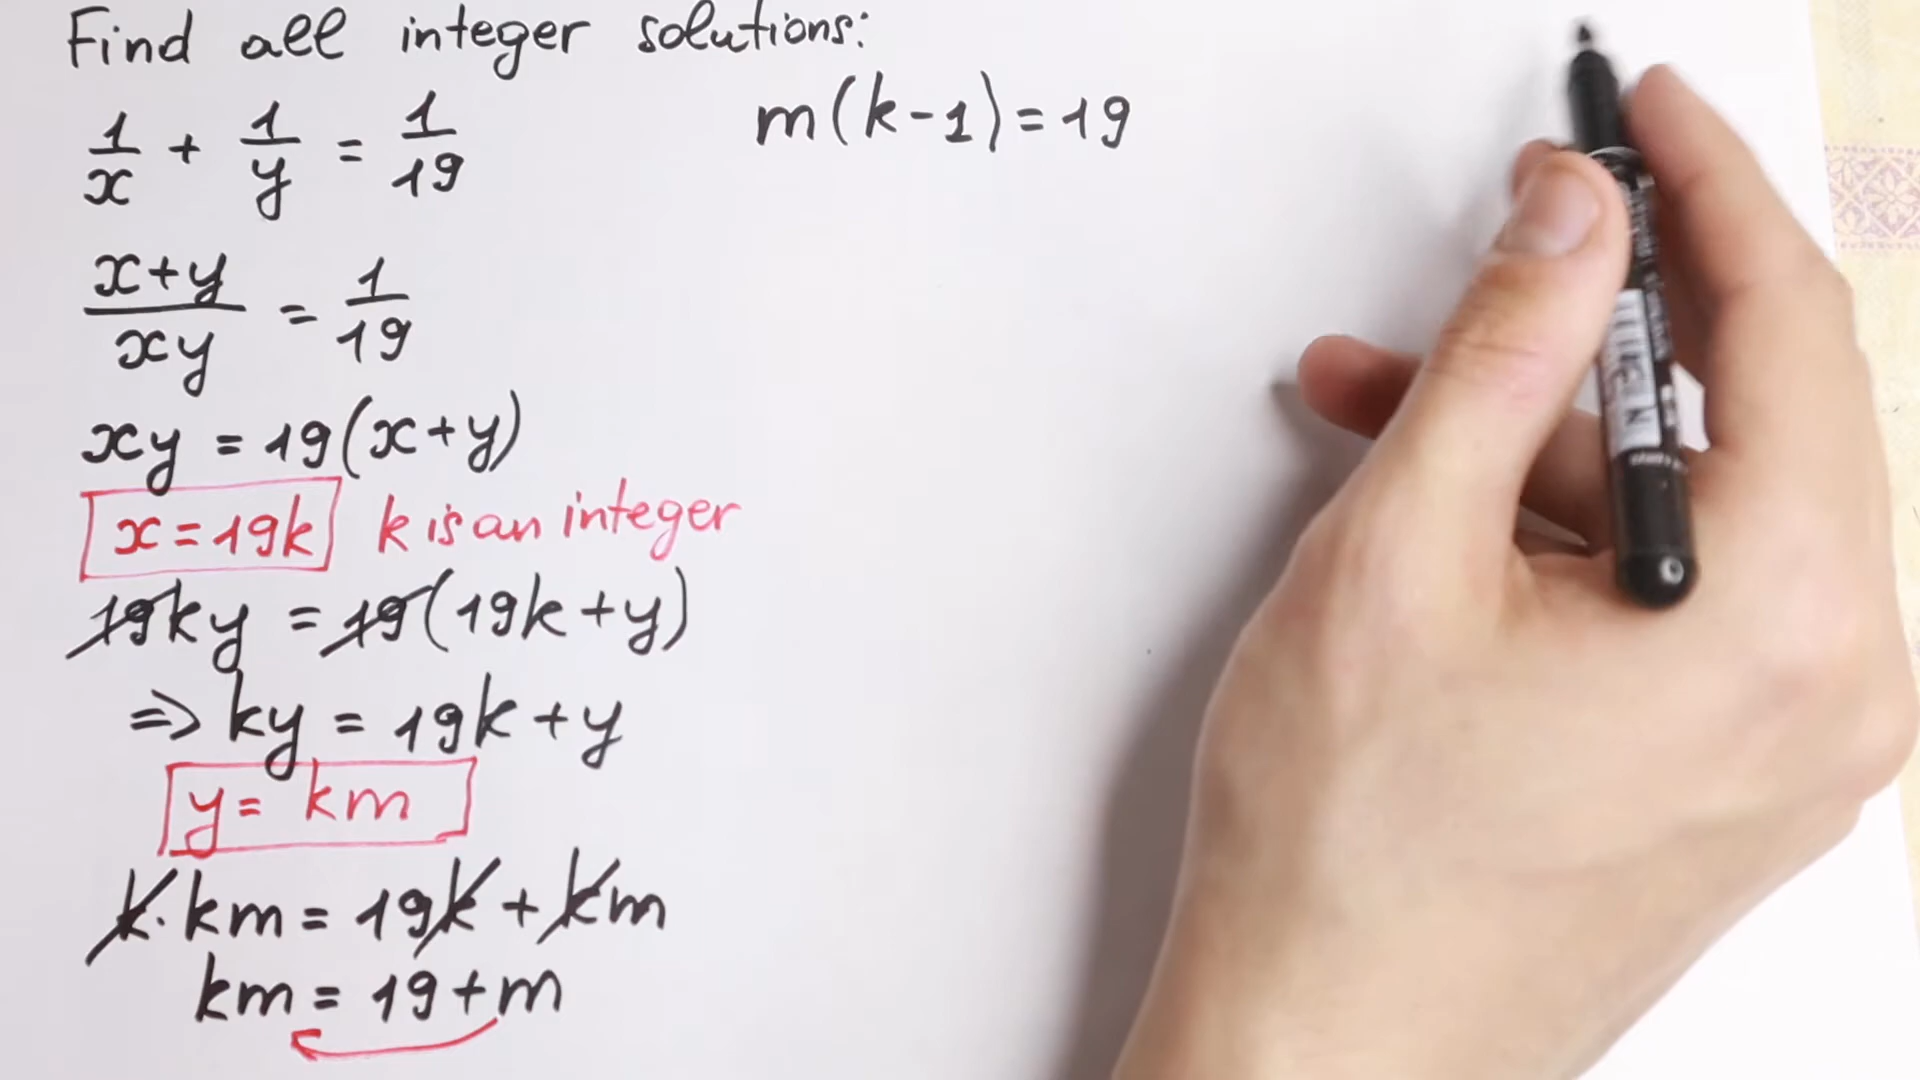 Find all integer solutions:
1/x + 1/y = 1/19
(x+y)/xy = 1/19
xy = 19(x+y)
x=19k k is an integer
19ky = 19(19k+y)
=> ky = 19k+y
y= km
k·km = 19k + km
km = 19+m
m(k-1)=19